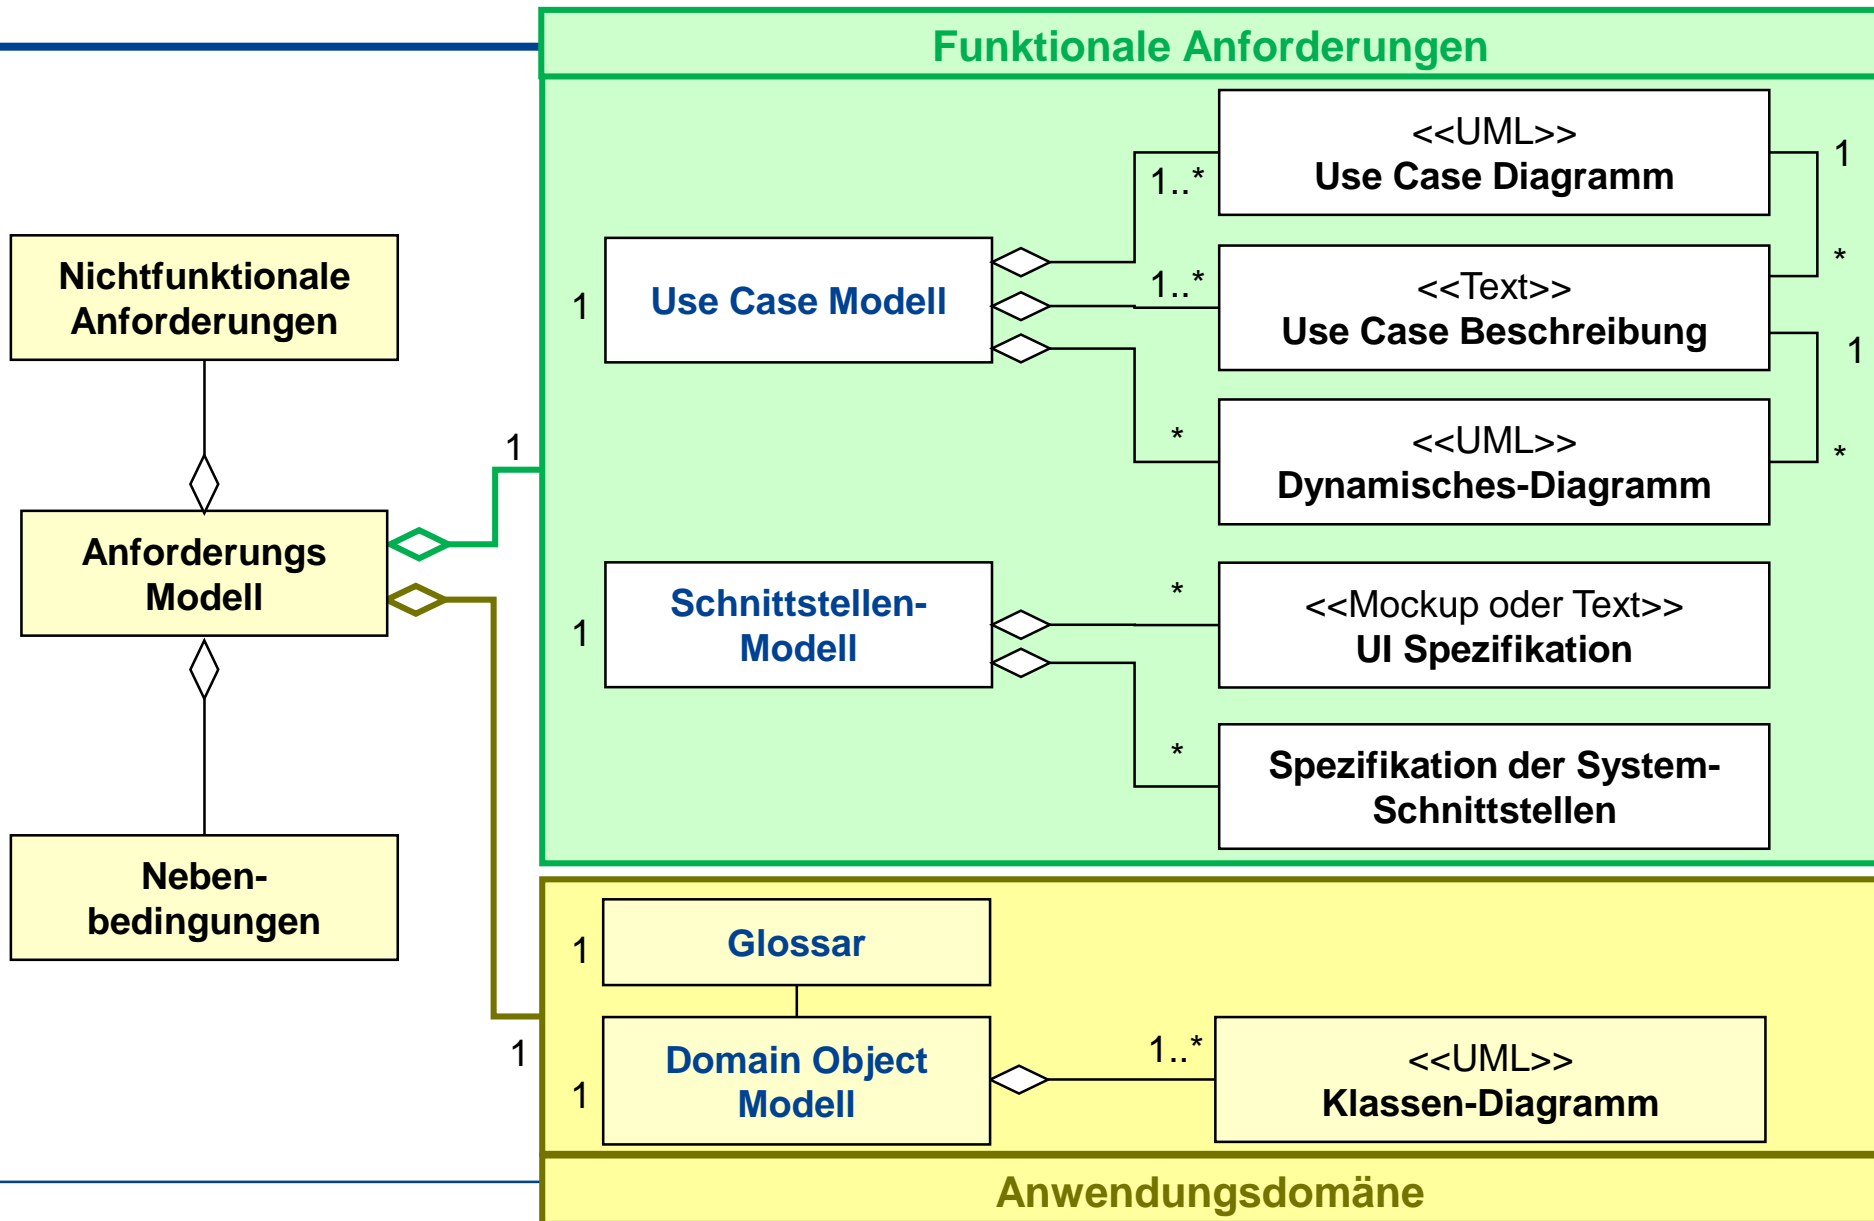 Funktionale Anforderungen
<<UML>>
Use Case Diagramm
1
1..*
*
Nichtfunktionale
Anforderungen
1
Use Case Modell
1..*
<<Text>>
Use Case Beschreibung
1
*
<<UML>>
Dynamisches-Diagramm
*
1
Anforderungs
Modell
1
Schnittstellen-
Modell
*
<<Mockup oder Text>>
UI Spezifikation
*
Spezifikation der System-
Schnittstellen
Neben-
bedingungen
1
Glossar
1
1
Domain Object
Modell
1..*
<<UML>>
Klassen-Diagramm
Anwendungsdomäne